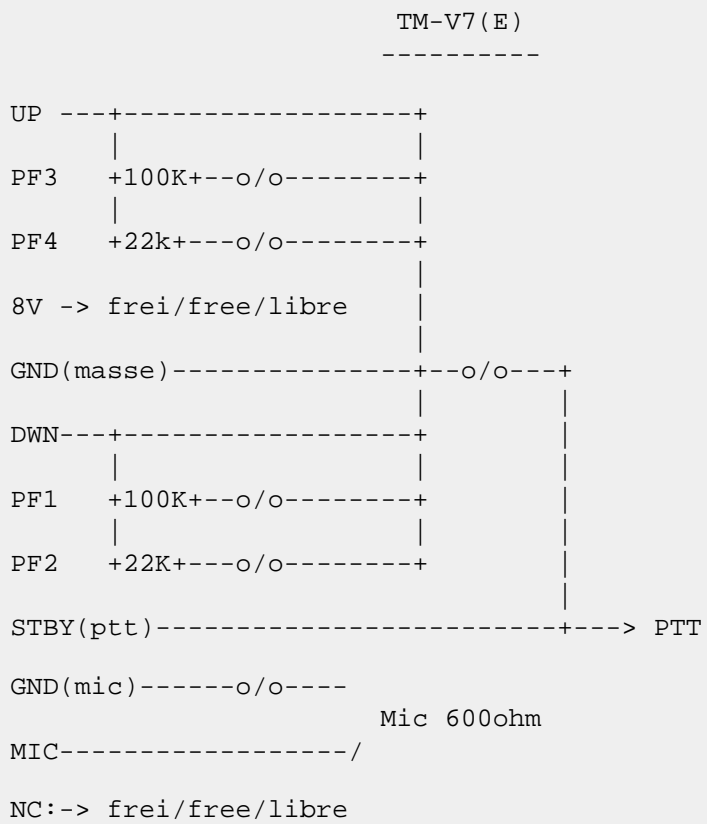 TM-V7(E)
                       ----------

UP ---+------------------+
      |                  |
PF3   +100K+--o/o--------+
      |                  |
PF4   +22k+---o/o--------+
                         |
8V -> frei/free/libre    |
                         |
GND(masse)---------------+--o/o---+
                         |        |
DWN---+------------------+        |
      |                  |        |
PF1   +100K+--o/o--------+        |
      |                  |        |
PF2   +22K+---o/o--------+        |
                                  |
STBY(ptt)-------------------------+---> PTT

GND(mic)------o/o----
                       Mic 600ohm
MIC------------------/

NC:-> frei/free/libre